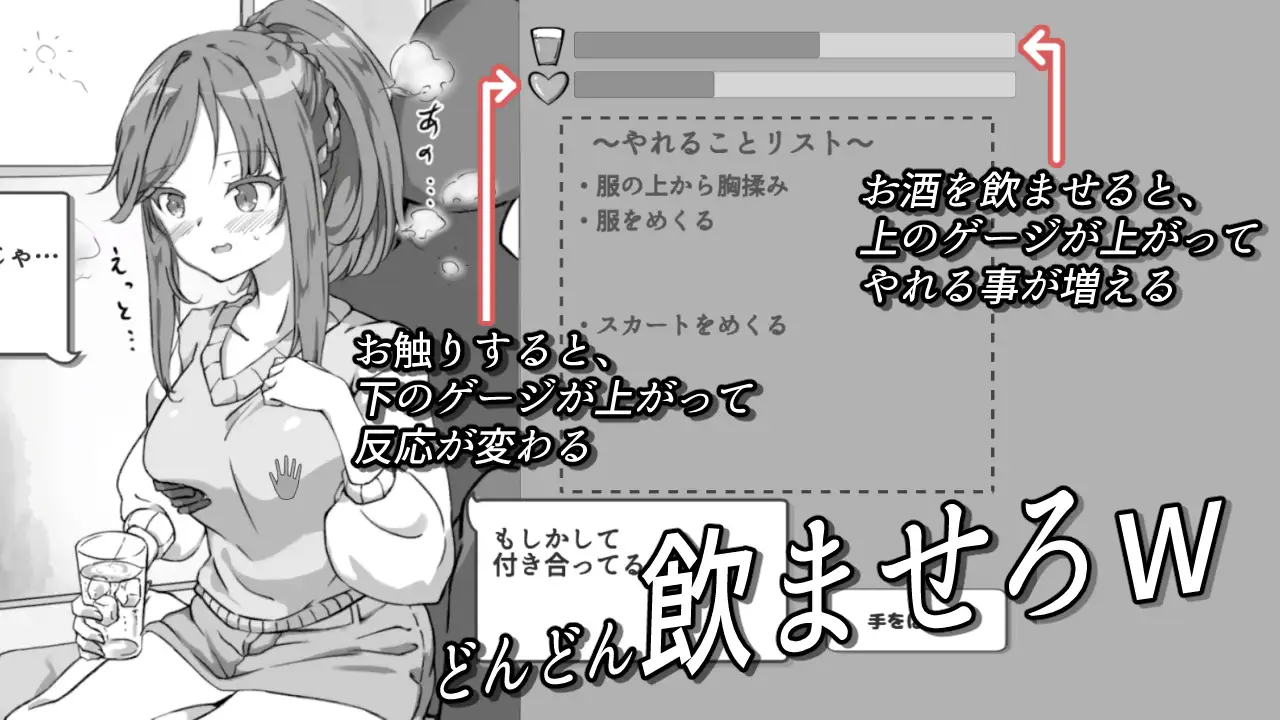 じゃ…
えっと…
あの…
～やれることリスト～
・服の上から胸揉み
・服をめくる
・スカートをめくる
お酒を飲ませると、
上のゲージが上がって
やれる事が増える
お触りすると、
下のゲージが上がって
反応が変わる
もしかして
付き合ってる
手を
どんどん飲ませろｗ